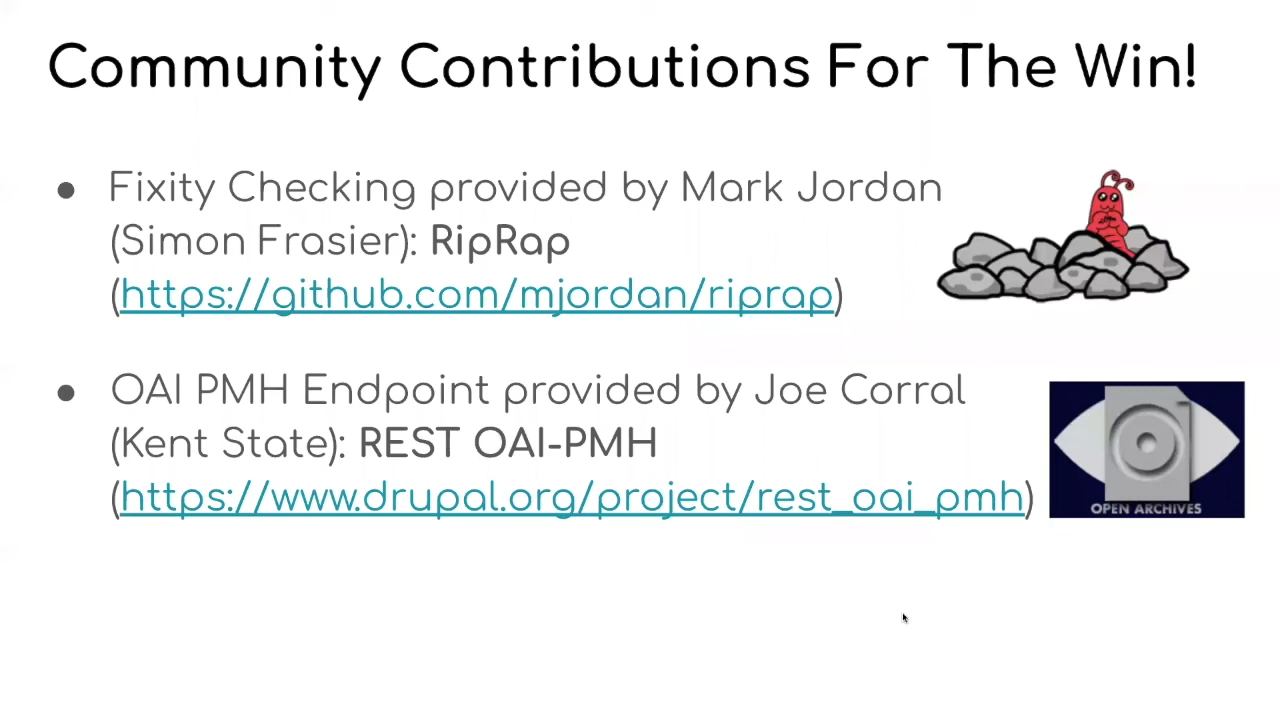 Community Contributions For The Win!
● Fixity Checking provided by Mark Jordan
(Simon Frasier): RipRap
(https://github.com/mjordan/riprap)
● OAI PMH Endpoint provided by Joe Corral
(Kent State): REST OAI-PMH
(https://www.drupal.org/project/rest_oai_pmh)
OPEN ARCHIVES